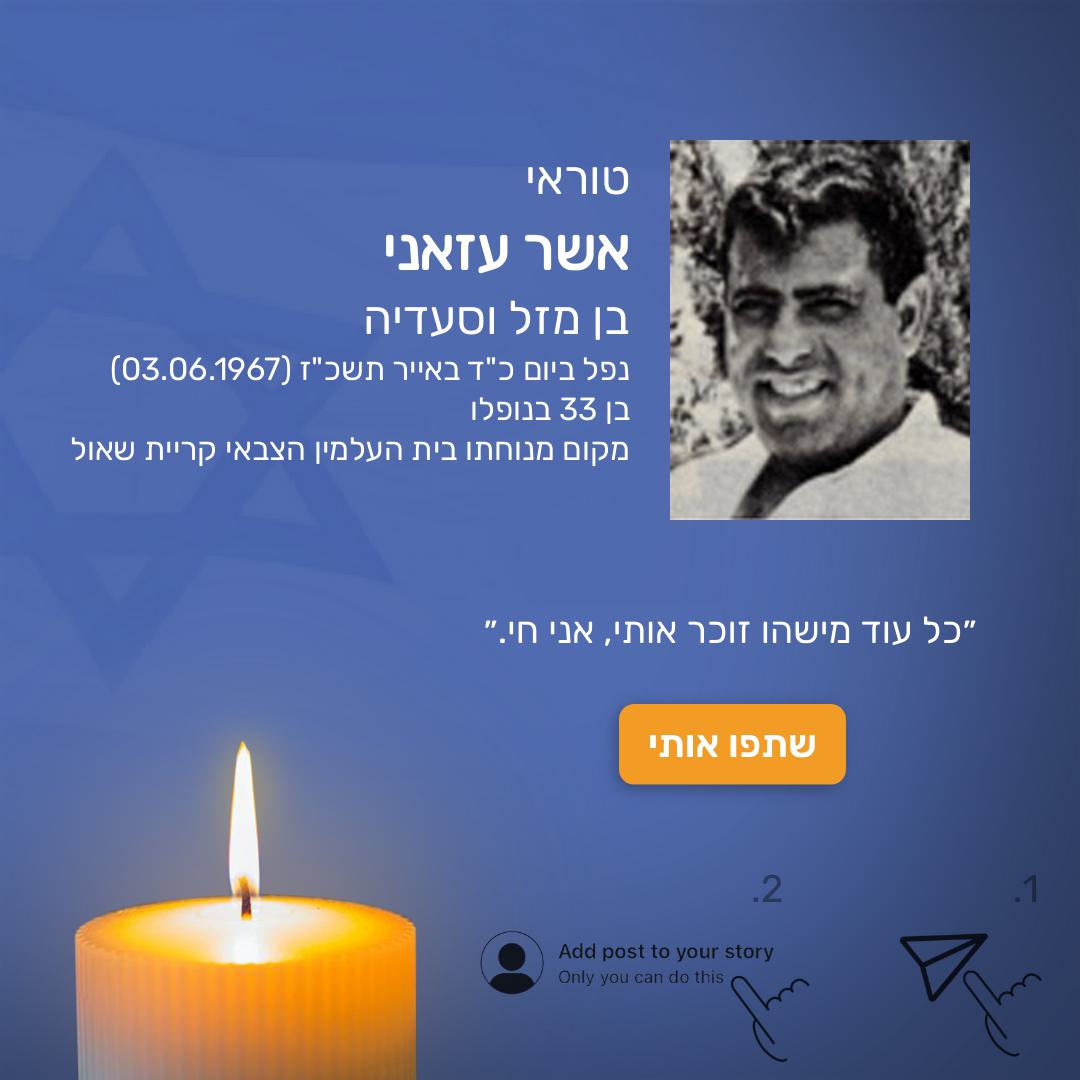 טוראי
אשר עזאני
בן מזל וסעדיה
נפל ביום כ"ד באייר תשכ"ז (03.06.1967)
בן 33 בנופלו
מקום מנוחתו בית העלמין הצבאי קריית שאול
״כל עוד מישהו זוכר אותי, אני חי.״
שתפו אותי
1.
2.
Add post to your story
Only you can do this